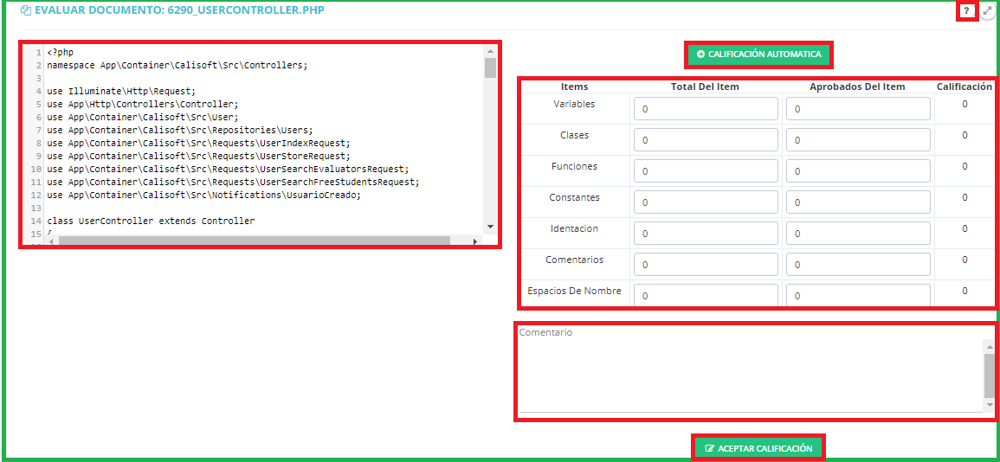 EVALUAR DOCUMENTO: 6290_USERCONTROLLER.PHP
?
1 <?php
2 namespace App\Container\Calisoft\Src\Controllers;
3
4 use Illuminate\Http\Request;
5 use App\Http\Controllers\Controller;
6 use App\Container\Calisoft\Src\User;
7 use App\Container\Calisoft\Src\Repositories\Users;
8 use App\Container\Calisoft\Src\Requests\UserIndexRequest;
9 use App\Container\Calisoft\Src\Requests\UserStoreRequest;
10 use App\Container\Calisoft\Src\Requests\UserSearchEvaluatorsRequest;
11 use App\Container\Calisoft\Src\Requests\UserSearchFreeStudentsRequest;
12 use App\Container\Calisoft\Src\Notifications\UsuarioCreado;
13
14 class UserController extends Controller
15 {
CALIFICACIÓN AUTOMATICA
Items Total Del Item Aprobados Del Item Calificación
Variables 0 0 0
Clases 0 0 0
Funciones 0 0 0
Constantes 0 0 0
Identacion 0 0 0
Comentarios 0 0 0
Espacios De Nombre 0 0 0
Comentario
ACEPTAR CALIFICACIÓN